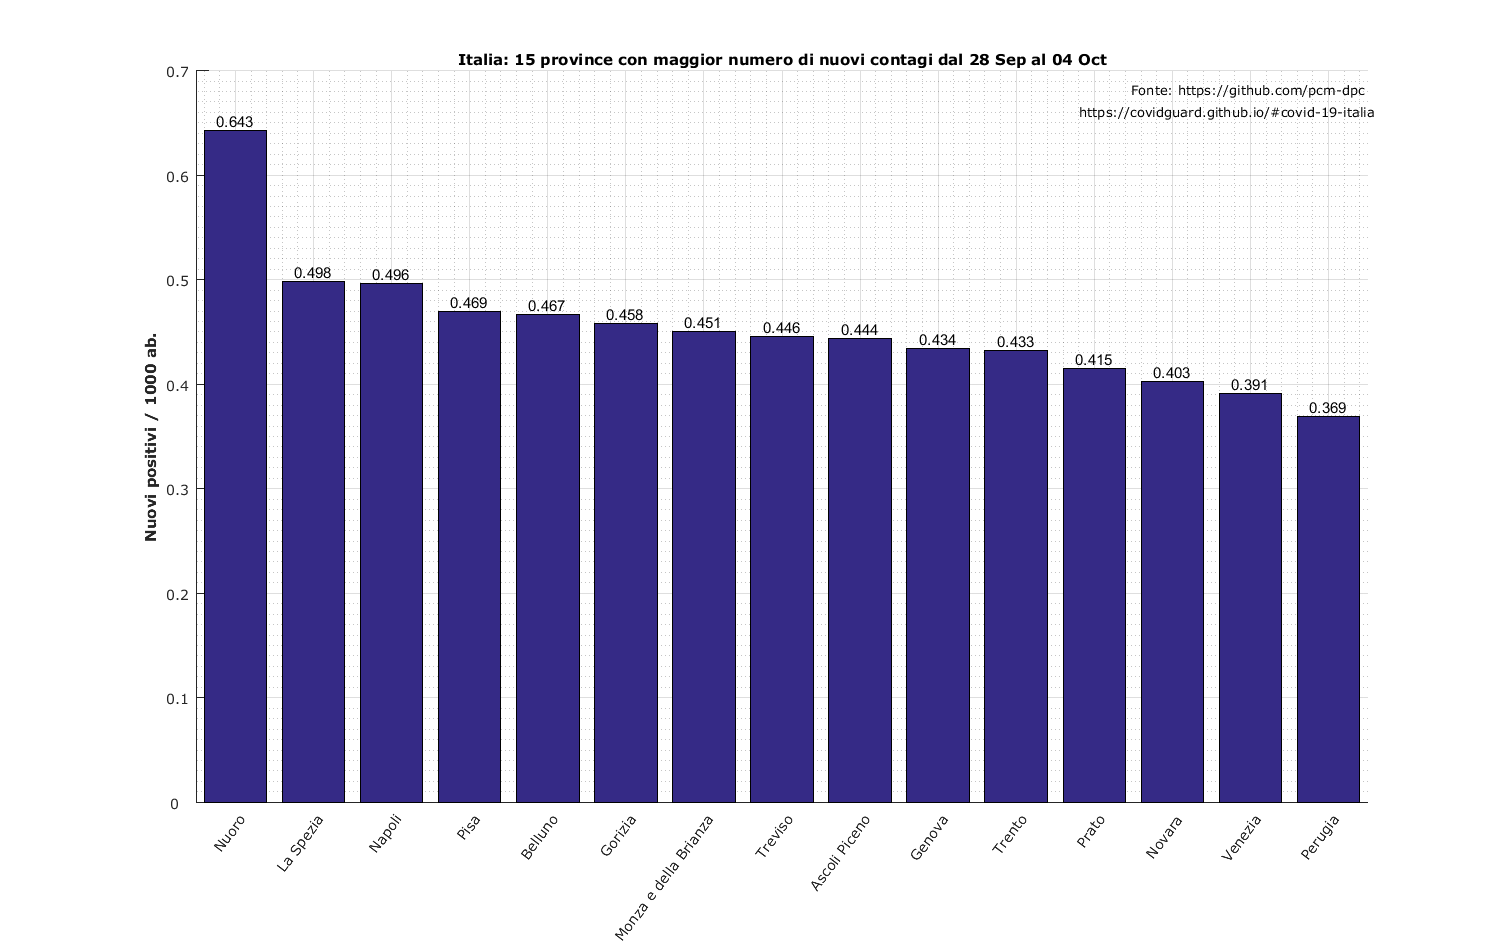 Italia: 15 province con maggior numero di nuovi contagi dal 28 Sep al 04 Oct
Fonte: https://github.com/pcm-dpc
https://covidguard.github.io/#covid-19-italia
Nuovi positivi / 1000 ab.
0.7
0.6
0.5
0.4
0.3
0.2
0.1
0
0.643
0.498
0.496
0.469
0.467
0.458
0.451
0.446
0.444
0.434
0.433
0.415
0.403
0.391
0.369
Nuoro
La Spezia
Napoli
Pisa
Belluno
Gorizia
Monza e della Brianza
Treviso
Ascoli Piceno
Genova
Trento
Prato
Novara
Venezia
Perugia